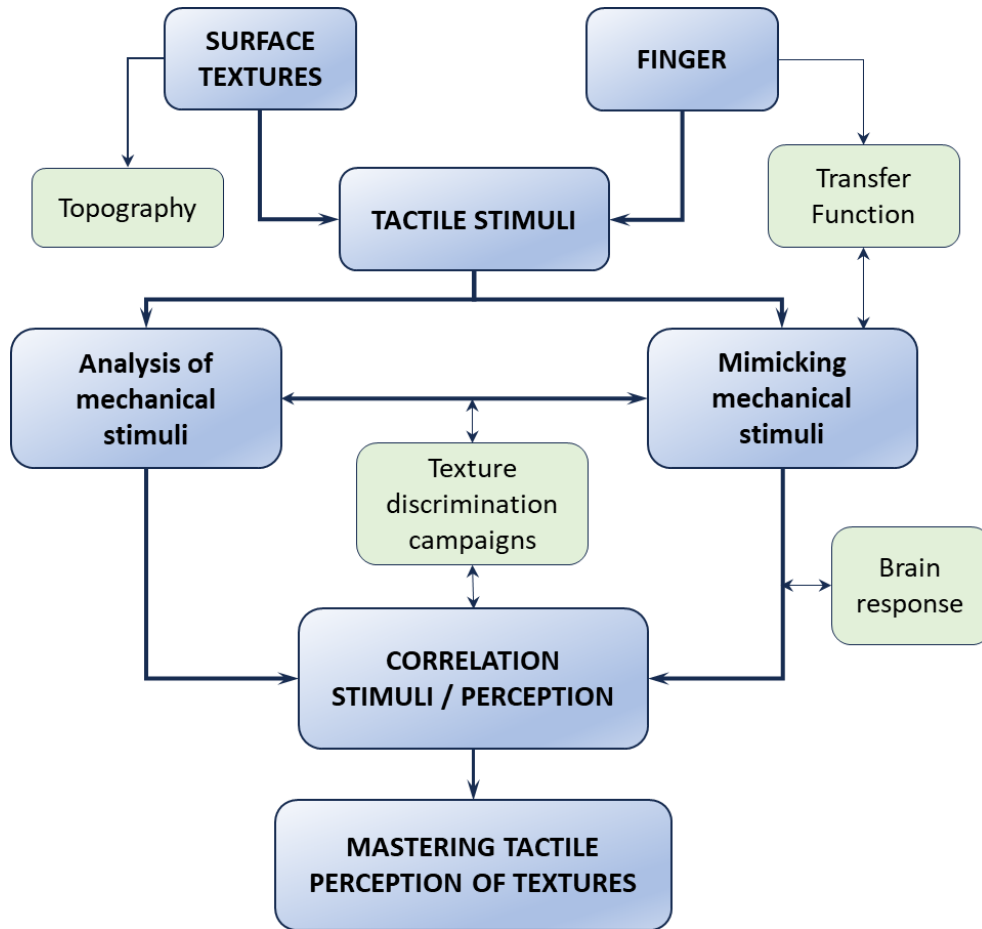 SURFACE
TEXTURES
FINGER
Topography
Transfer
Function
TACTILE STIMULI
Analysis of
mechanical
stimuli
Mimicking
mechanical
stimuli
Texture
discrimination
campaigns
Brain
response
CORRELATION
STIMULI / PERCEPTION
MASTERING TACTILE
PERCEPTION OF TEXTURES